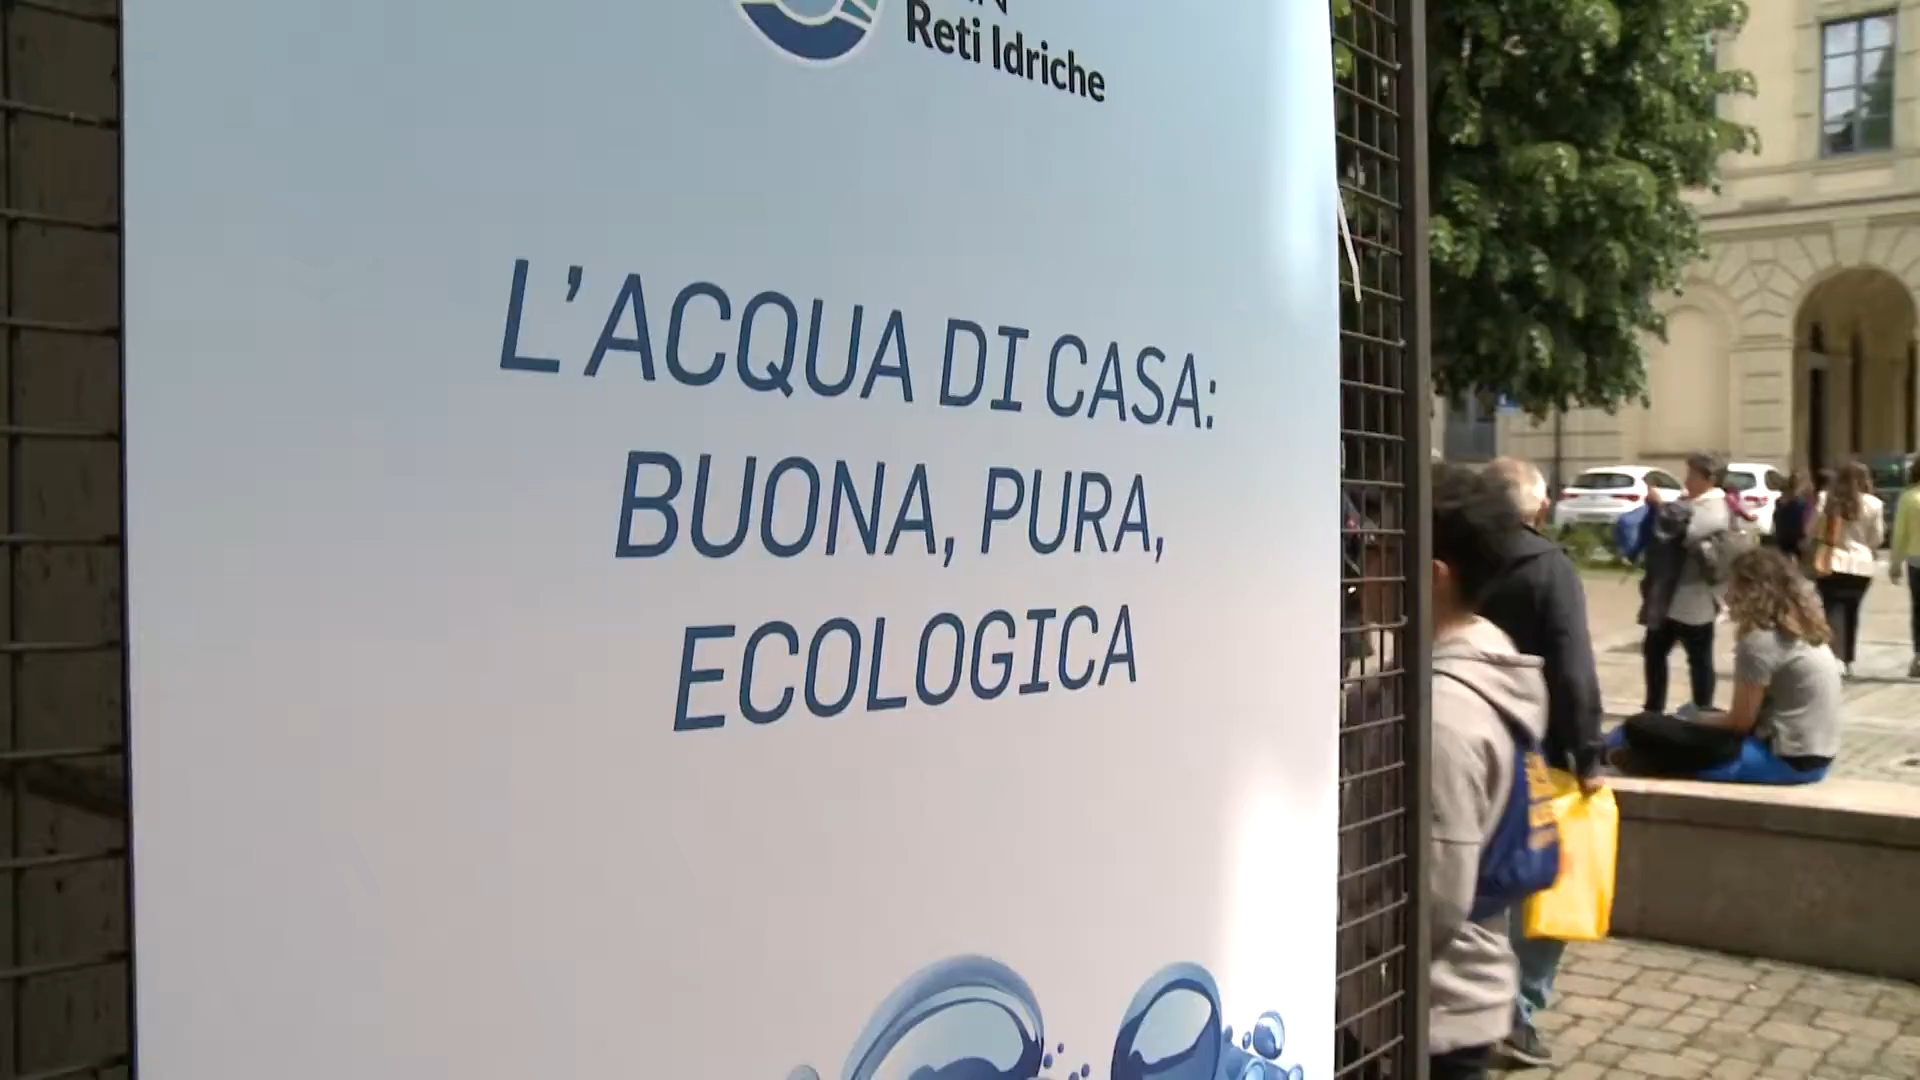 Reti Idriche
L'ACQUA DI CASA:
BUONA, PURA,
ECOLOGICA